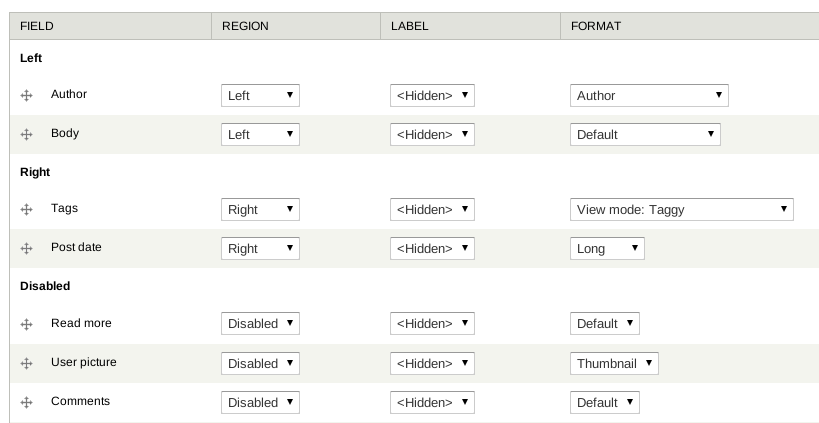 FIELD REGION LABEL FORMAT
Left
Author Left <Hidden> Author
Body Left <Hidden> Default
Right
Tags Right <Hidden> View mode: Taggy
Post date Right <Hidden> Long
Disabled
Read more Disabled <Hidden> Default
User picture Disabled <Hidden> Thumbnail
Comments Disabled <Hidden> Default